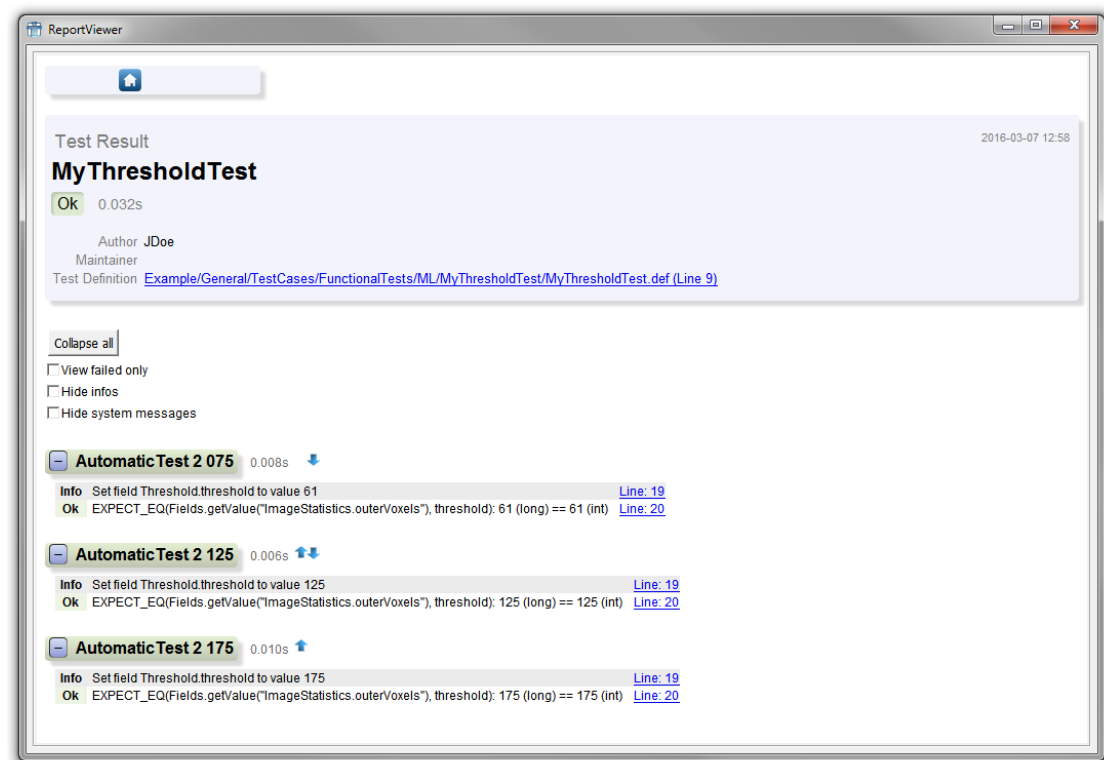 ReportViewer
Test Result
2016-03-07 12:58
MyThresholdTest
Ok 0.032s
Author JDoe
Maintainer
Test Definition Example/General/TestCases/FunctionalTests/ML/MyThresholdTest/MyThresholdTest.def (Line 9)
Collapse all
View failed only
Hide infos
Hide system messages
AutomaticTest 2 075 0.008s
Info Set field Threshold.threshold to value 61 Line: 19
Ok EXPECT_EQ(Fields.getValue("ImageStatistics.outerVoxels"), threshold): 61 (long) == 61 (int) Line: 20
AutomaticTest 2 125 0.006s
Info Set field Threshold.threshold to value 125 Line: 19
Ok EXPECT_EQ(Fields.getValue("ImageStatistics.outerVoxels"), threshold): 125 (long) == 125 (int) Line: 20
AutomaticTest 2 175 0.010s
Info Set field Threshold.threshold to value 175 Line: 19
Ok EXPECT_EQ(Fields.getValue("ImageStatistics.outerVoxels"), threshold): 175 (long) == 175 (int) Line: 20